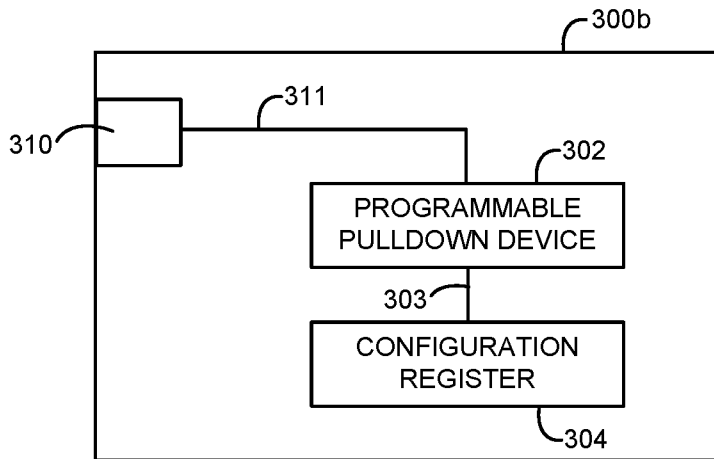 300b
311
310
302
PROGRAMMABLE
PULLDOWN DEVICE
303
CONFIGURATION
REGISTER
304